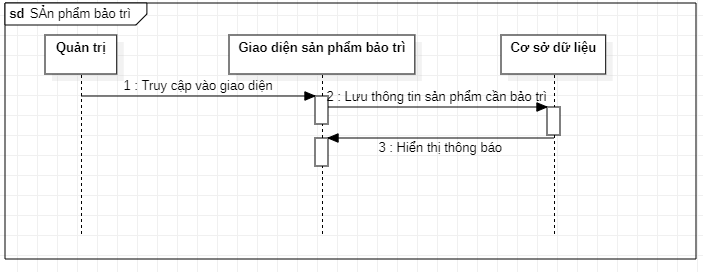 sd SẢn phẩm bảo trì
Quản trị
Giao diện sản phẩm bảo trì
Cơ sở dữ liệu
1 : Truy cập vào giao diện
2 : Lưu thông tin sản phẩm cần bảo trì
3 : Hiển thị thông báo